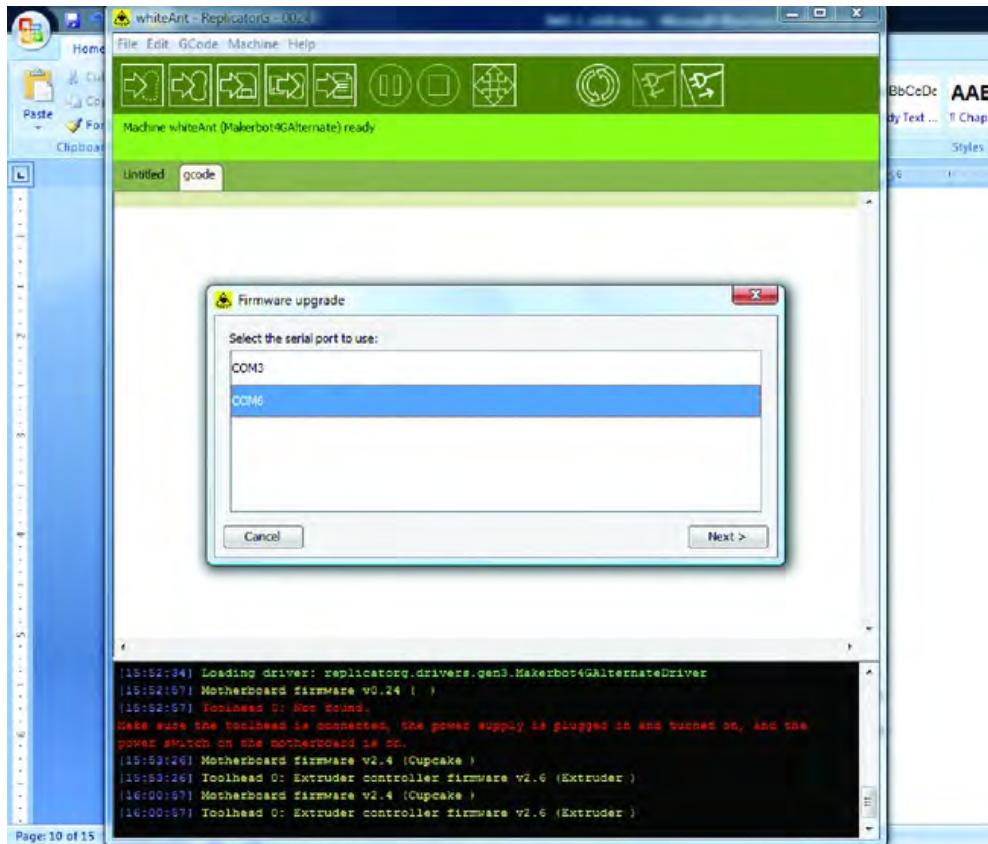 whiteAnt - ReplicatorG - 0024
Home
File Edit GCode Machine Help
Paste
Machine whiteAnt (Makerbot4GAlternate) ready
BbCcDc AAB
dy Text ... ¶ Chap
Styles
Untitled gcode
Firmware upgrade
Select the serial port to use:
COM3
COM6
Cancel Next >
[15:52:34] Loading driver: replicatorg.drivers.gen3.Makerbot4GAlternateDriver
[15:52:57] Motherboard firmware v0.24 ( )
[15:52:57] Toolhead 0: Not found.
Make sure the toolhead is connected, the power supply is plugged in and turned on, and the
power switch on the motherboard is on.
[15:53:26] Motherboard firmware v2.4 (Cupcake )
[15:53:26] Toolhead 0: Extruder controller firmware v2.6 (Extruder )
[16:00:57] Motherboard firmware v2.4 (Cupcake )
[16:00:57] Toolhead 0: Extruder controller firmware v2.6 (Extruder )
Page: 10 of 15